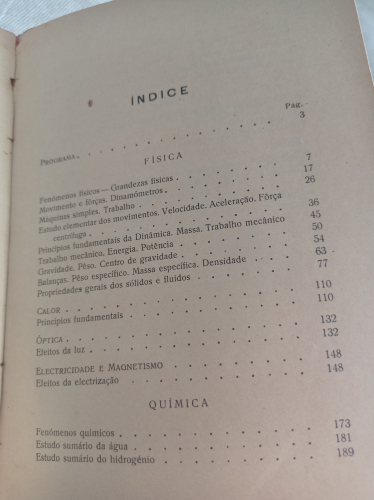 ÍNDICE
Pág.
PROGRAMA 3
FÍSICA
Fenómenos físicos — Grandezas físicas 7
Movimento e fôrças. Dinamómetros 17
Máquinas simples. Trabalho 26
Estudo elementar dos movimentos. Velocidade. Aceleração. Fôrça
centrífuga 36
Princípios fundamentais da Dinâmica. Massa. Trabalho mecânico 45
Trabalho mecânico. Energia. Potência 50
Gravidade. Pêso. Centro de gravidade 54
Balanças. Pêso específico. Massa específica. Densidade 63
Propriedades gerais dos sólidos e fluidos 77
CALOR 110
Princípios fundamentais 110
ÓPTICA 132
Efeitos da luz 132
ELECTRICIDADE E MAGNETISMO 148
Efeitos da electrização 148
QUÍMICA
Fenómenos químicos 173
Estudo sumário da água 181
Estudo sumário do hidrogénio 189